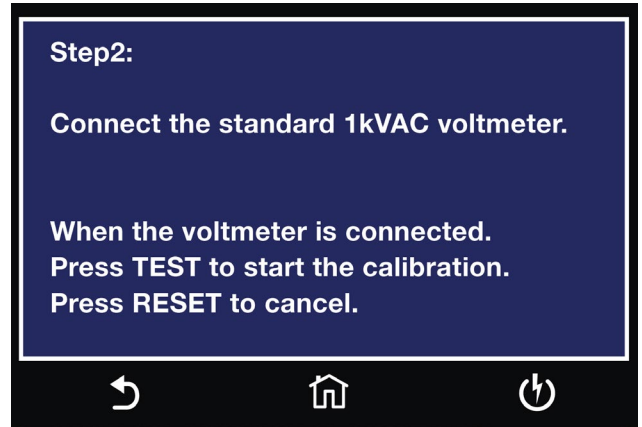 Step2:
Connect the standard 1kVAC voltmeter.
When the voltmeter is connected.
Press TEST to start the calibration.
Press RESET to cancel.